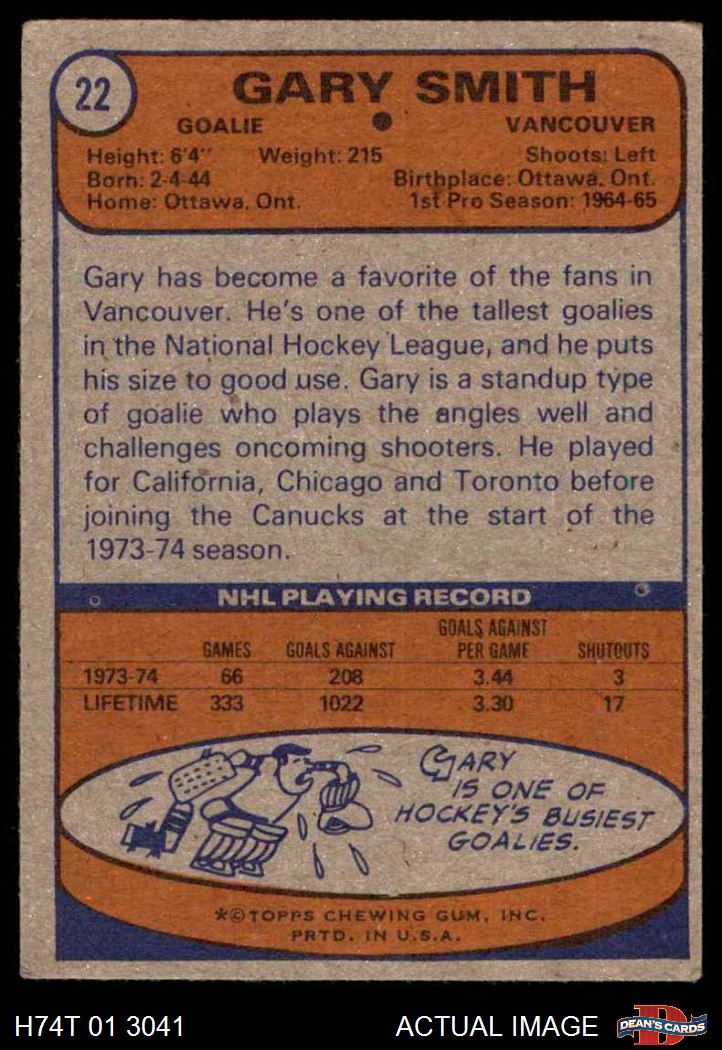 22
GARY SMITH
GOALIE ● VANCOUVER
Height: 6'4" Weight: 215 Shoots: Left
Born: 2-4-44 Birthplace: Ottawa, Ont.
Home: Ottawa, Ont. 1st Pro Season: 1964-65
Gary has become a favorite of the fans in
Vancouver. He's one of the tallest goalies
in the National Hockey League, and he puts
his size to good use. Gary is a standup type
of goalie who plays the angles well and
challenges oncoming shooters. He played
for California, Chicago and Toronto before
joining the Canucks at the start of the
1973-74 season.
NHL PLAYING RECORD
GAMES GOALS AGAINST GOALS AGAINST PER GAME SHUTOUTS
1973-74 66 208 3.44 3
LIFETIME 333 1022 3.30 17
GARY
IS ONE OF
HOCKEY'S BUSIEST
GOALIES.
*©TOPPS CHEWING GUM, INC.
PRTD. IN U.S.A.
H74T 01 3041 ACTUAL IMAGE D DEAN'S CARDS